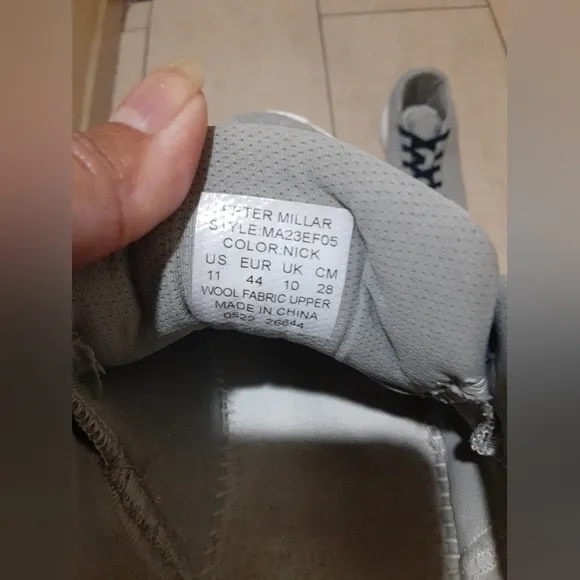 PETER MILLAR
STYLE:MA23EF05
COLOR:NICK
US EUR UK CM
11 44 10 28
WOOL FABRIC UPPER
MADE IN CHINA
0522 26644